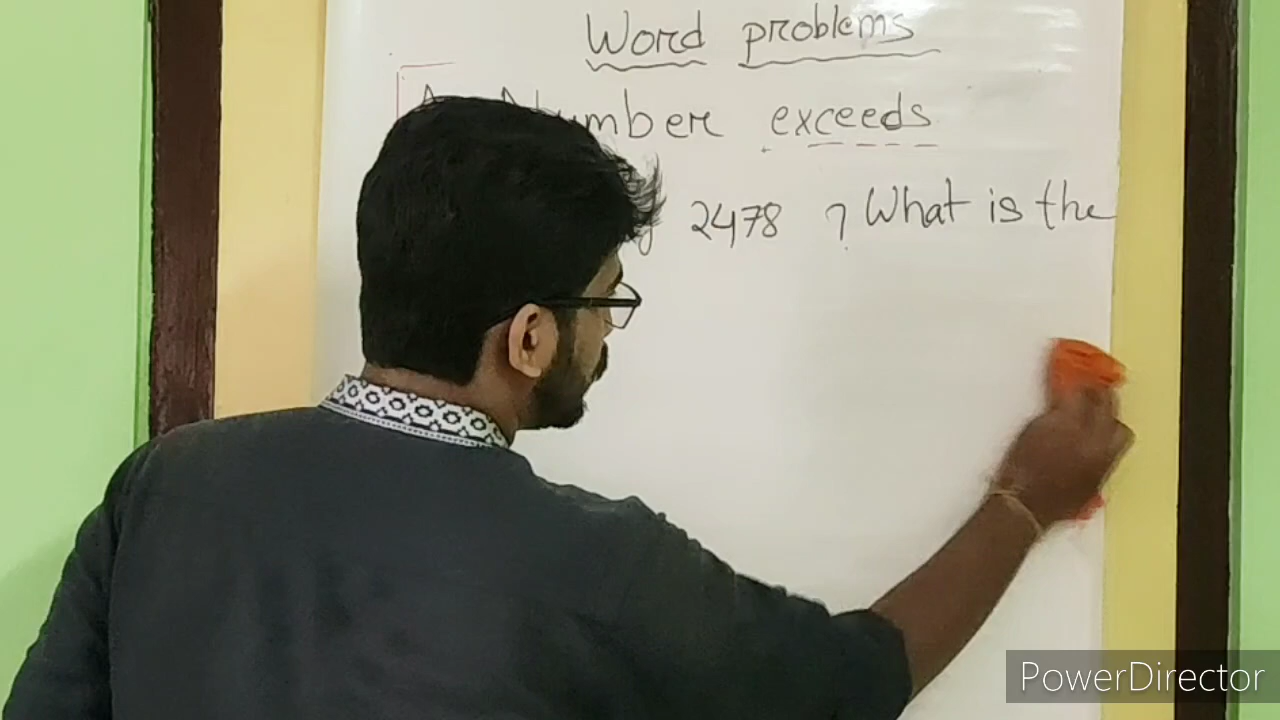 Word problems
Number exceeds
2478 ? What is the
PowerDirector